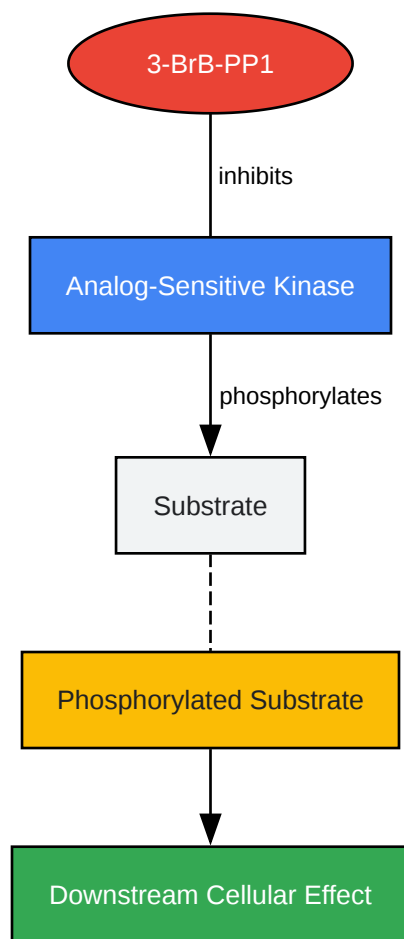 3-BrB-PP1
inhibits
Analog-Sensitive Kinase
phosphorylates
Substrate
Phosphorylated Substrate
Downstream Cellular Effect